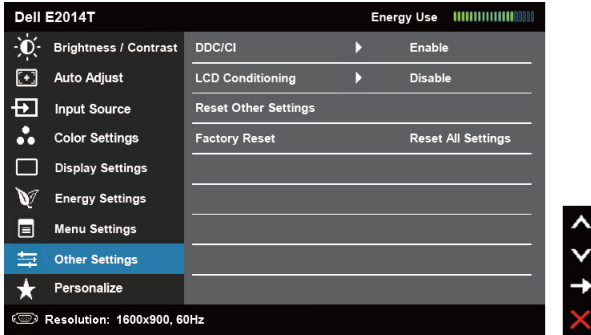 Dell E2014T Energy Use
Brightness / Contrast DDC/CI Enable
Auto Adjust LCD Conditioning Disable
Input Source Reset Other Settings
Color Settings Factory Reset Reset All Settings
Display Settings
Energy Settings
Menu Settings
Other Settings
Personalize
Resolution: 1600x900, 60Hz